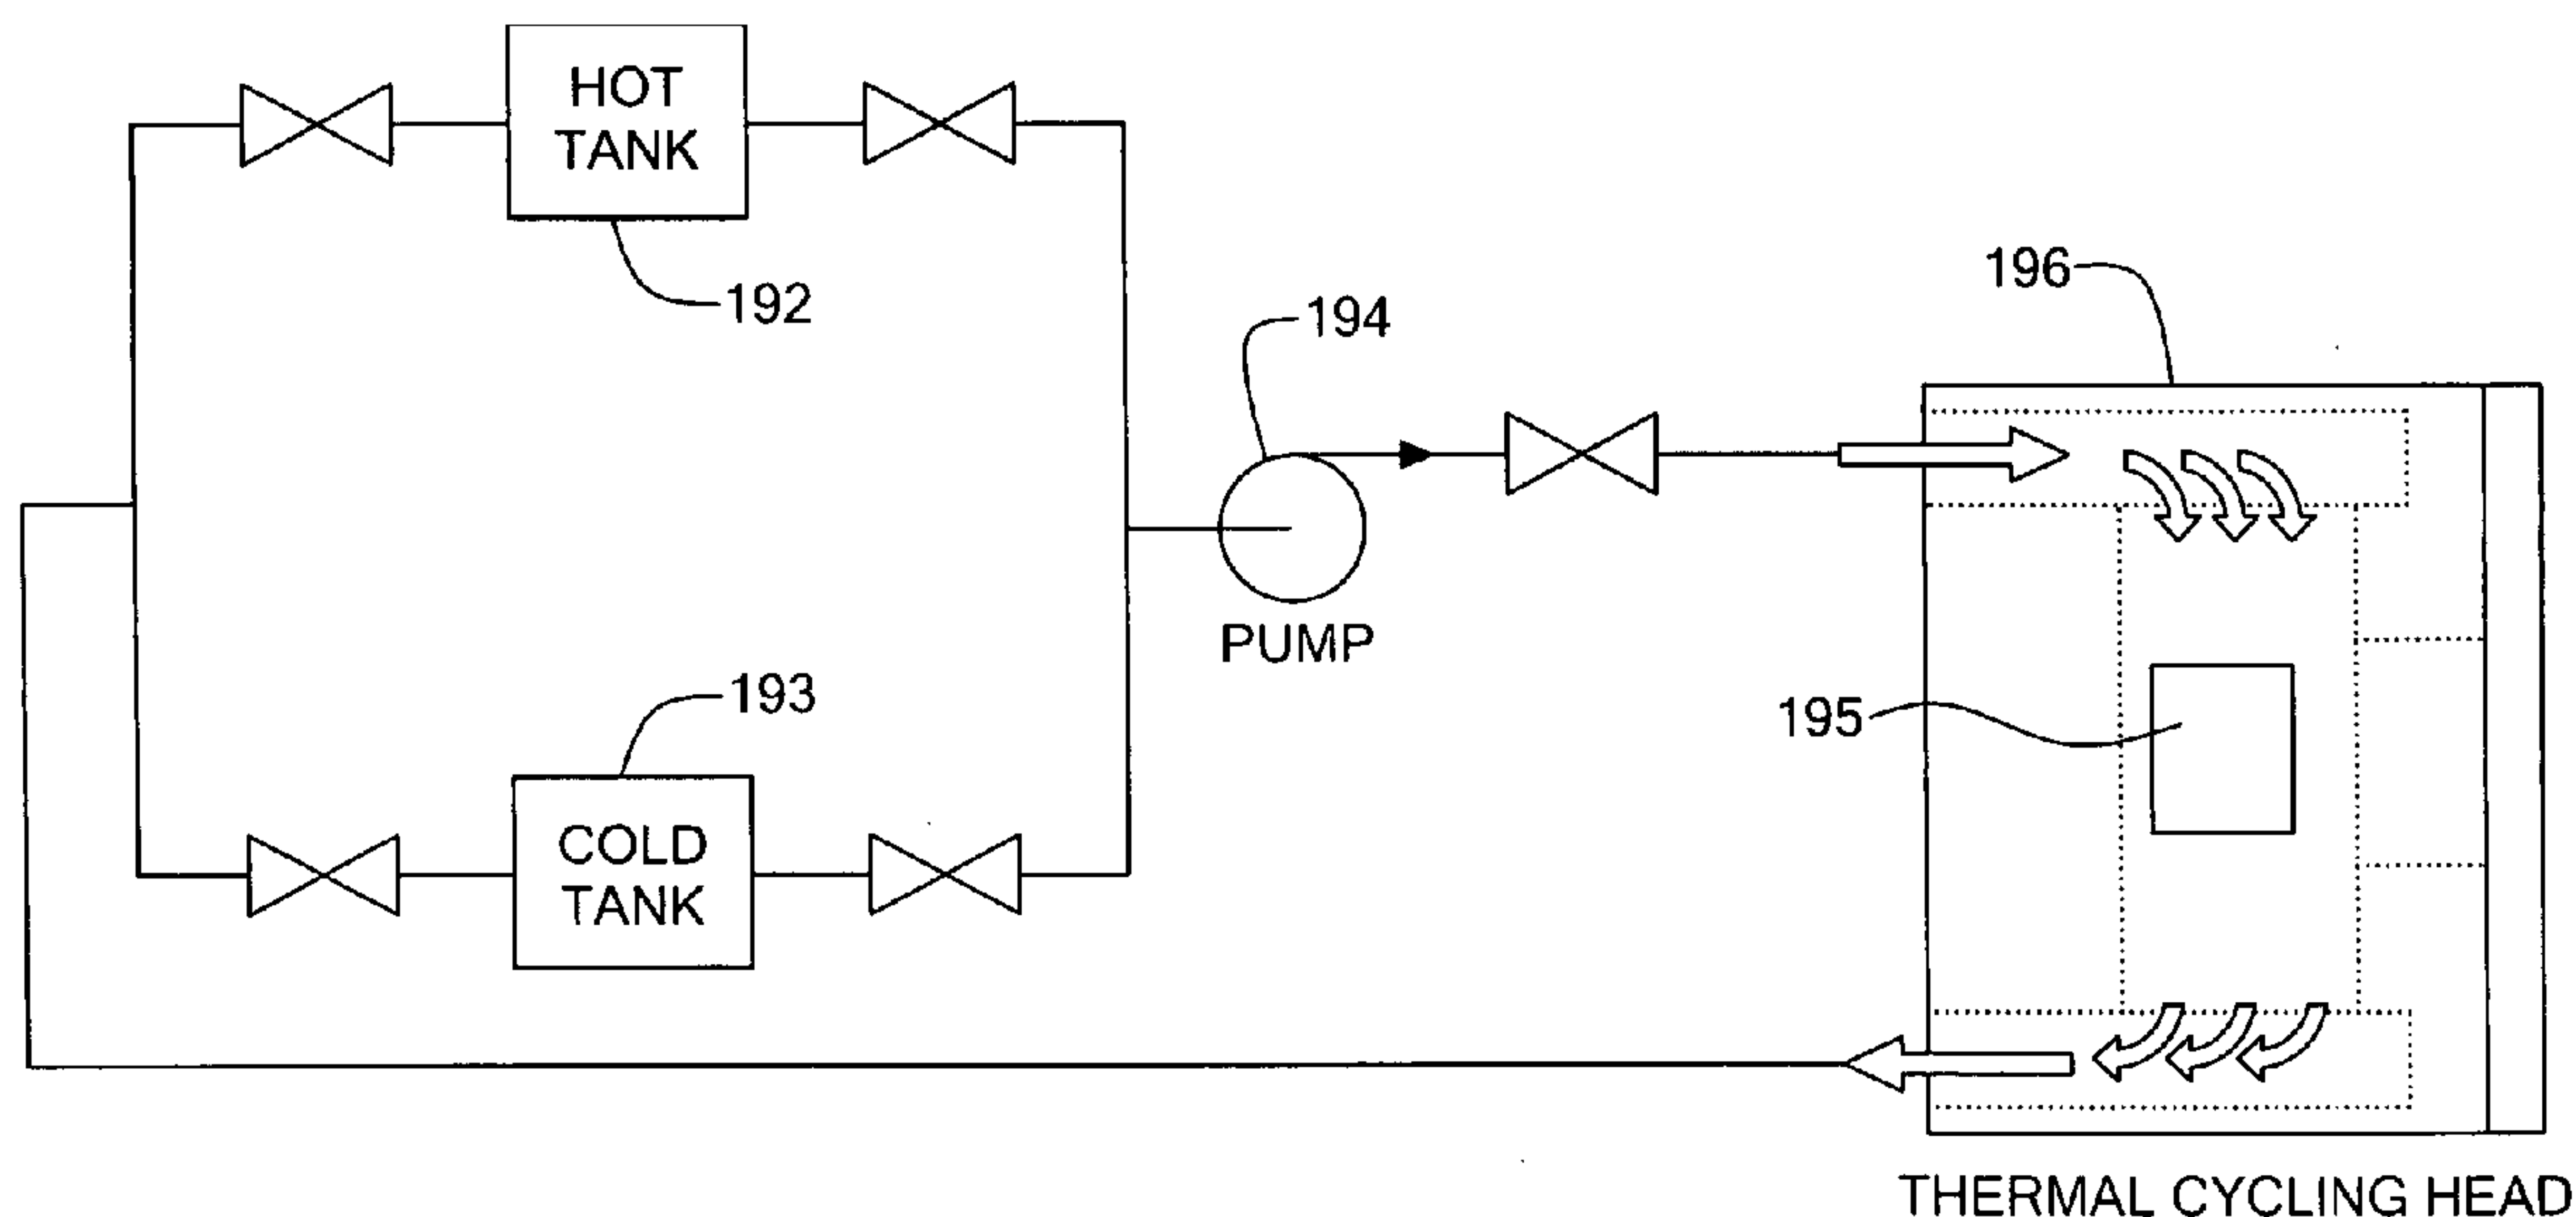 HOT
TANK
192
196
194
PUMP
193
195
COLD
TANK
THERMAL CYCLING HEAD